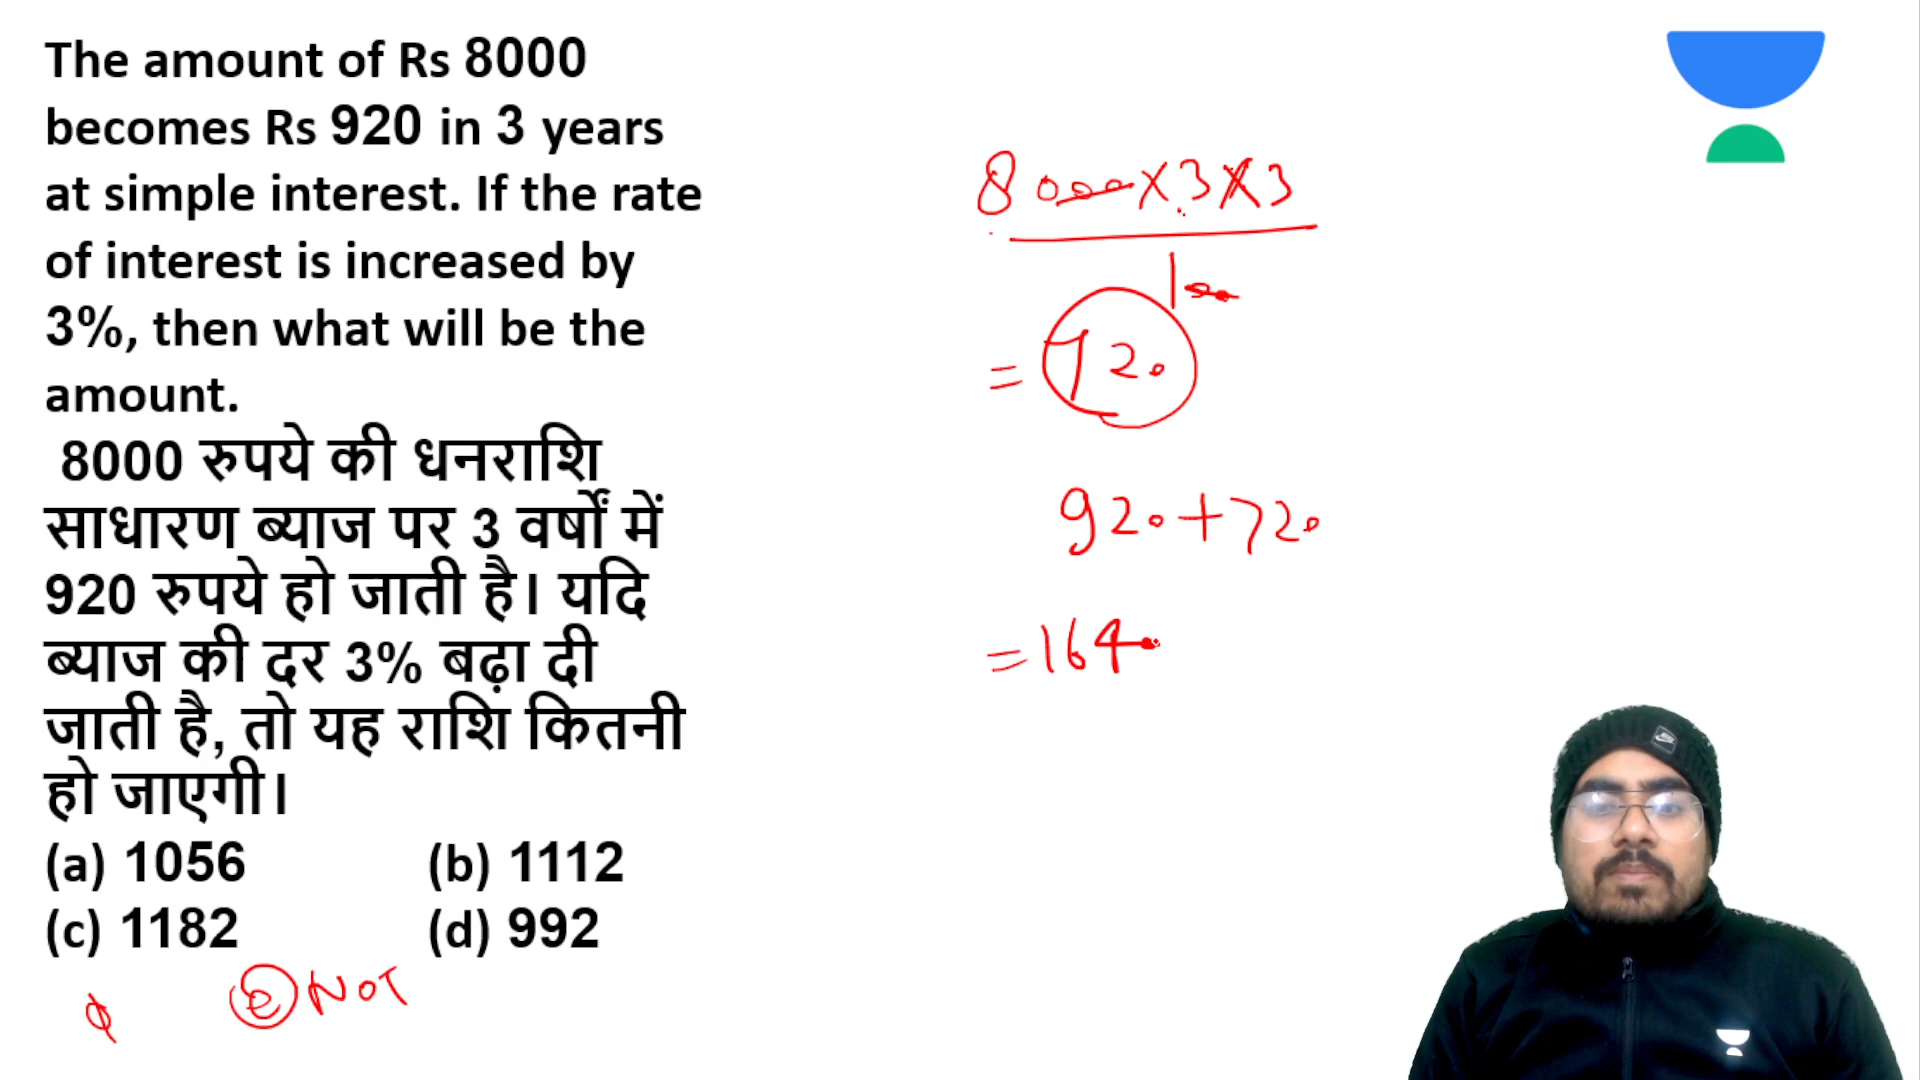 The amount of Rs 8000
becomes Rs 920 in 3 years
at simple interest. If the rate
of interest is increased by
3%, then what will be the
amount.
8000 रुपये की धनराशि
साधारण ब्याज पर 3 वर्षों में
920 रुपये हो जाती है। यदि
ब्याज की दर 3% बढ़ा दी
जाती है, तो यह राशि कितनी
हो जाएगी।
(a) 1056 (b) 1112
(c) 1182 (d) 992
e NOT
8000 x 3 x 3
100
= 720
920 + 720
= 1640